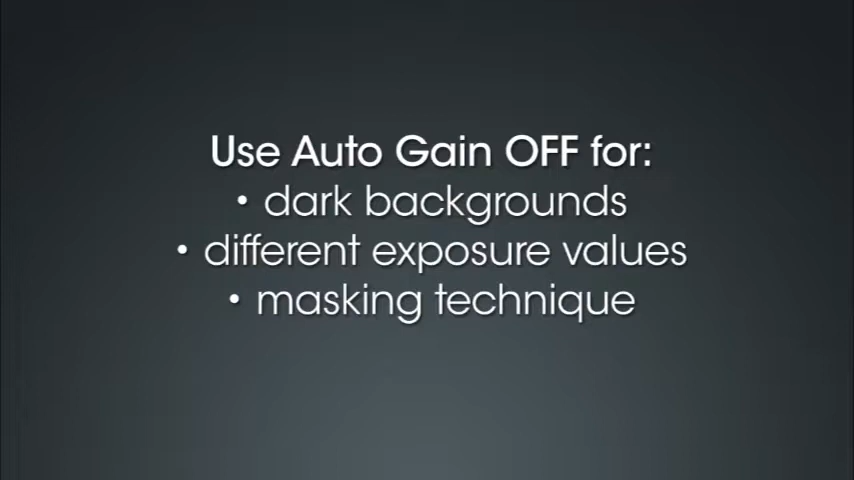 Use Auto Gain OFF for:
• dark backgrounds
• different exposure values
• masking technique